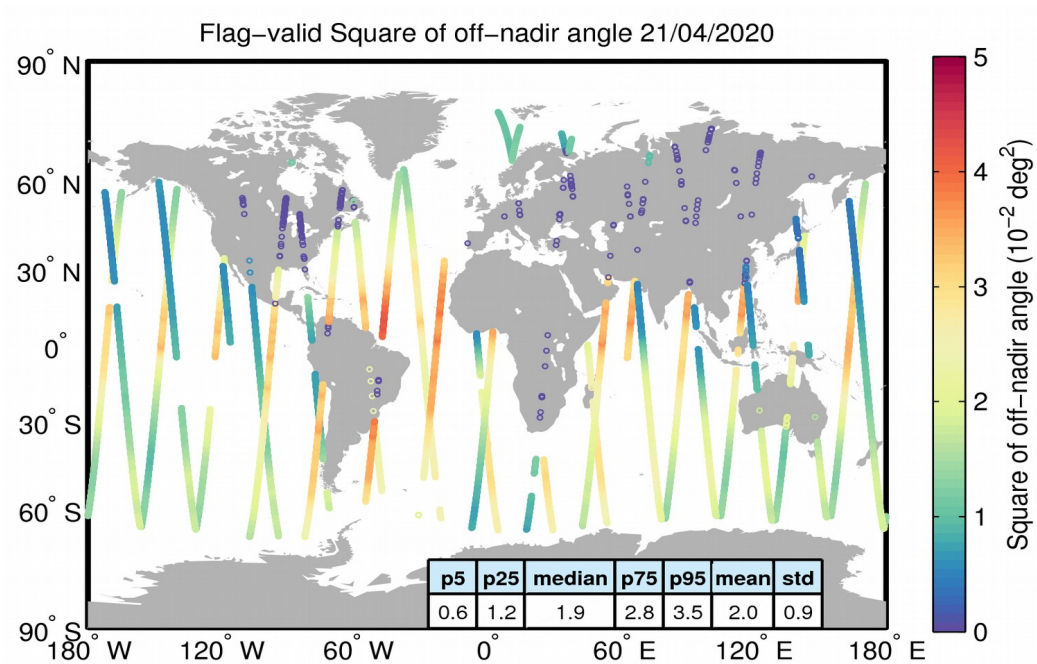 Flag−valid Square of off−nadir angle 21/04/2020
90° N
60° N
30° N
0°
30° S
60° S
90° S
180° W
120° W
60° W
0°
60° E
120° E
180° E
p5 p25 median p75 p95 mean std
0.6 1.2 1.9 2.8 3.5 2.0 0.9
5
4
3
2
1
0
Square of off−nadir angle (10⁻² deg²)